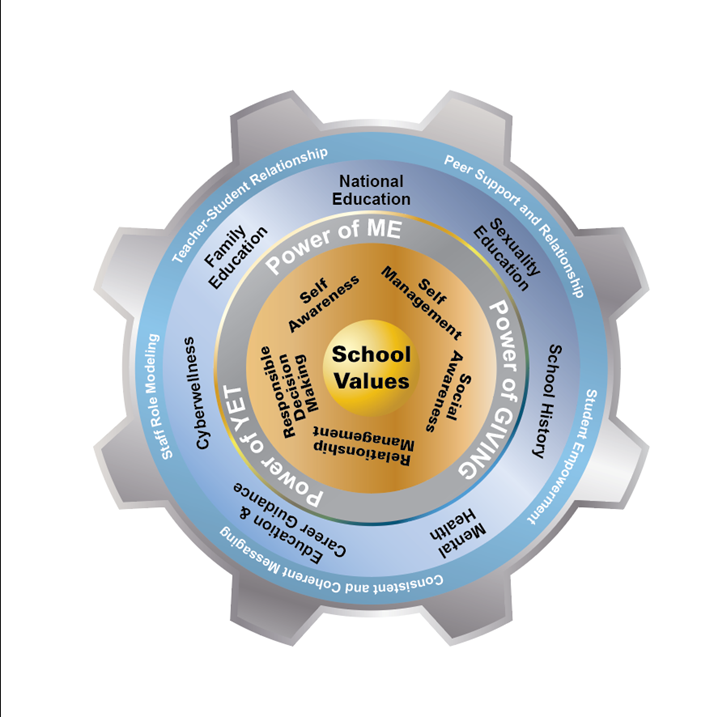 School
Values
Self
Awareness
Self
Management
Social
Awareness
Relationship
Management
Responsible
Decision
Making
Power of ME
Power of GIVING
Power of YET
National
Education
Sexuality
Education
School History
Mental
Health
Education &
Career Guidance
Cyberwellness
Family
Education
Teacher-Student Relationship
Peer Support and Relationship
Student Empowerment
Consistent and Coherent Messaging
Staff Role Modeling